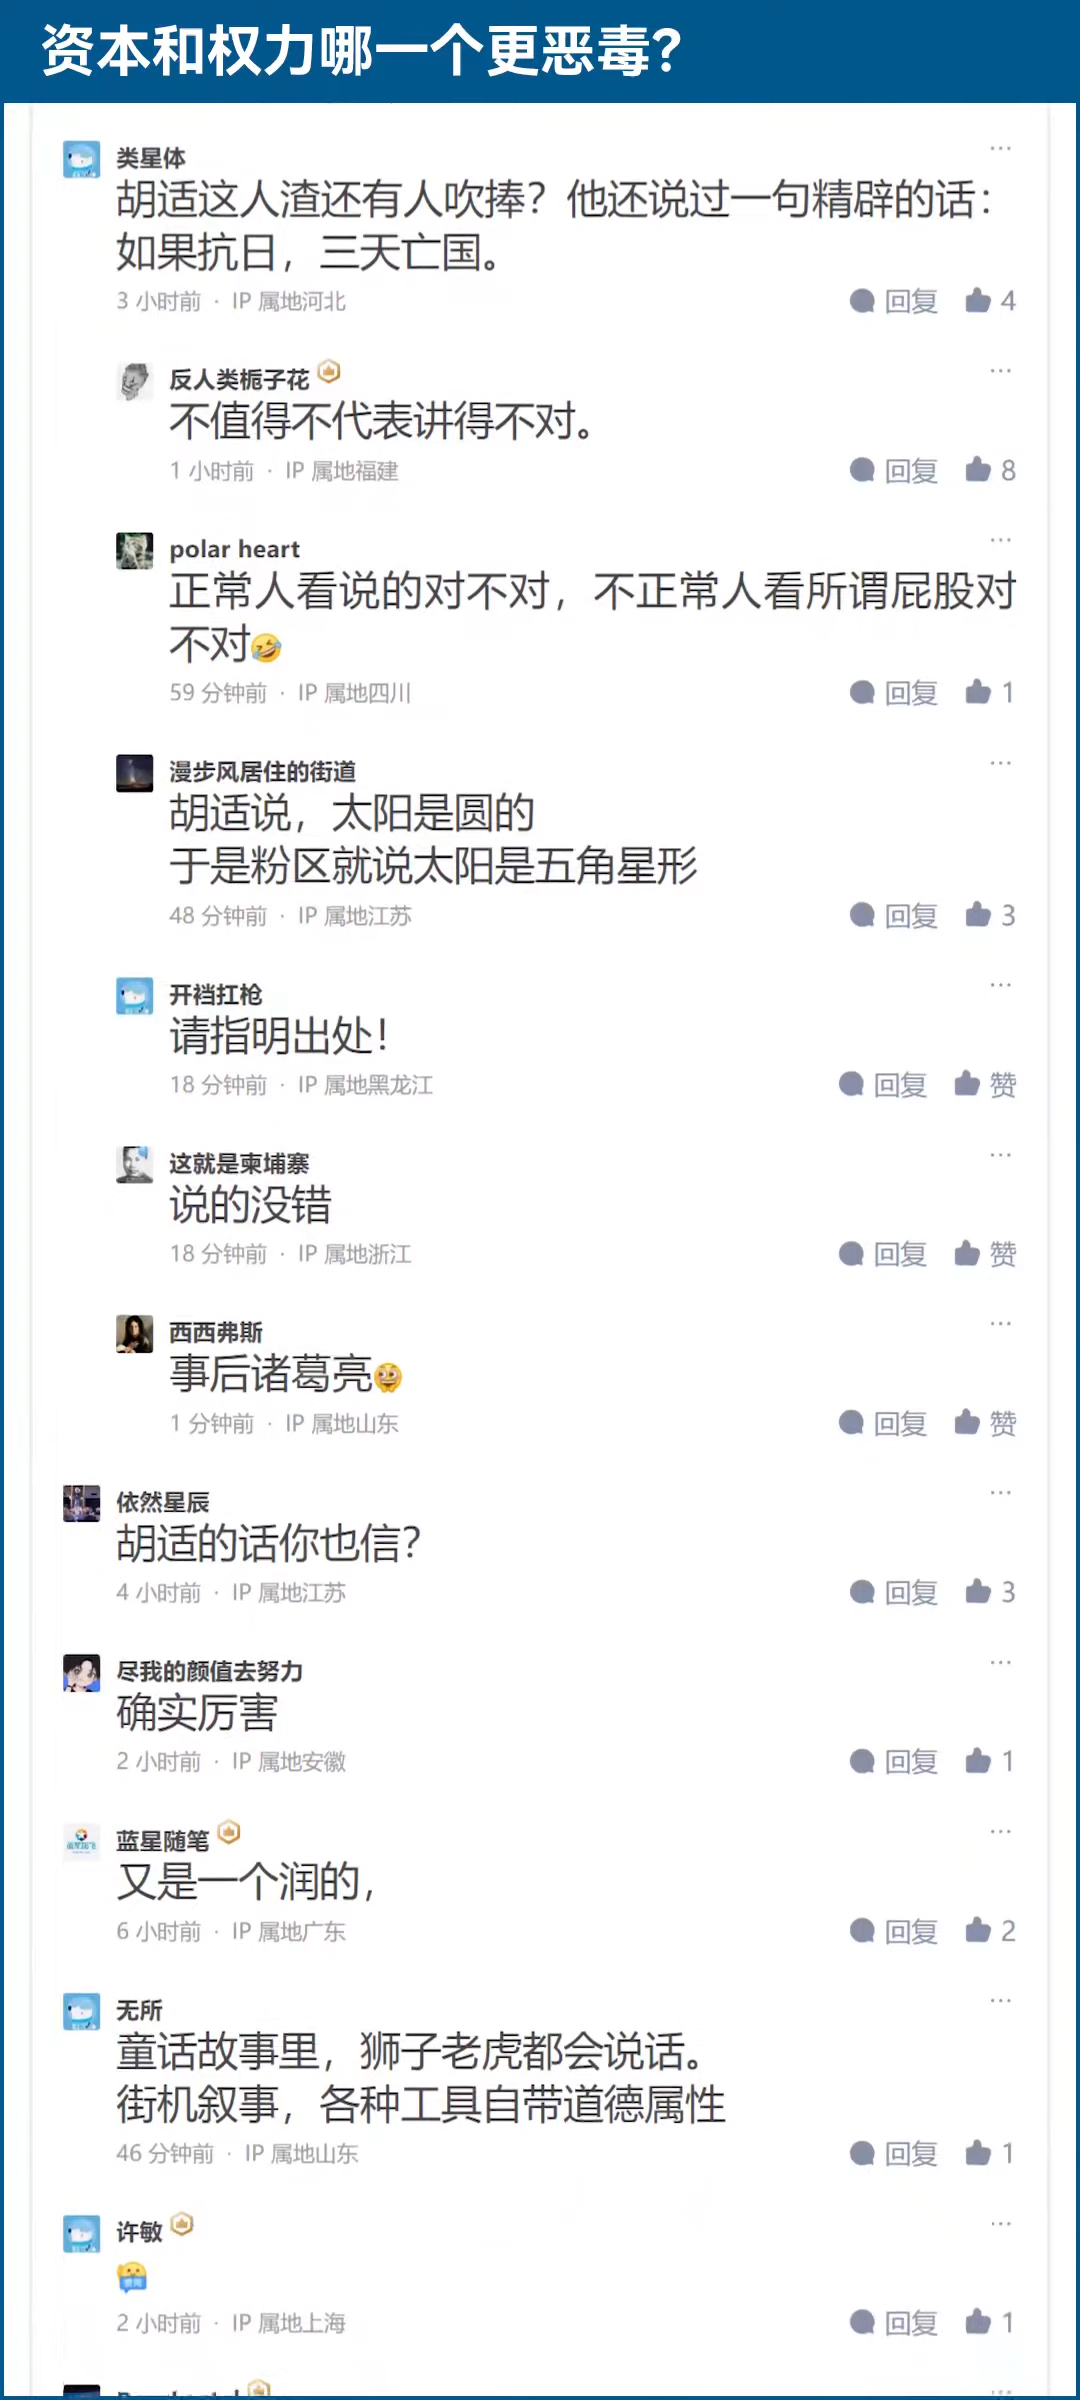 资本和权力哪一个更恶毒？
类星体
胡适这人渣还有人吹捧？他还说过一句精辟的话：
如果抗日，三天亡国。
3 小时前 · IP 属地河北
回复 4
反人类栀子花
不值得不代表讲得不对。
1 小时前 · IP 属地福建
回复 8
polar heart
正常人看说的对不对，不正常人看所谓屁股对
不对🤣
59 分钟前 · IP 属地四川
回复 1
漫步风居住的街道
胡适说，太阳是圆的
于是粉区就说太阳是五角星形
48 分钟前 · IP 属地江苏
回复 3
开裆扛枪
请指明出处！
18 分钟前 · IP 属地黑龙江
回复 赞
这就是柬埔寨
说的没错
18 分钟前 · IP 属地浙江
回复 赞
西西弗斯
事后诸葛亮
1 分钟前 · IP 属地山东
回复 赞
依然星辰
胡适的话你也信？
4 小时前 · IP 属地江苏
回复 3
尽我的颜值去努力
确实厉害
2 小时前 · IP 属地安徽
回复 1
蓝星随笔
又是一个润的，
6 小时前 · IP 属地广东
回复 2
无所
童话故事里，狮子老虎都会说话。
街机叙事，各种工具自带道德属性
46 分钟前 · IP 属地山东
回复 1
许敏
2 小时前 · IP 属地上海
回复 1